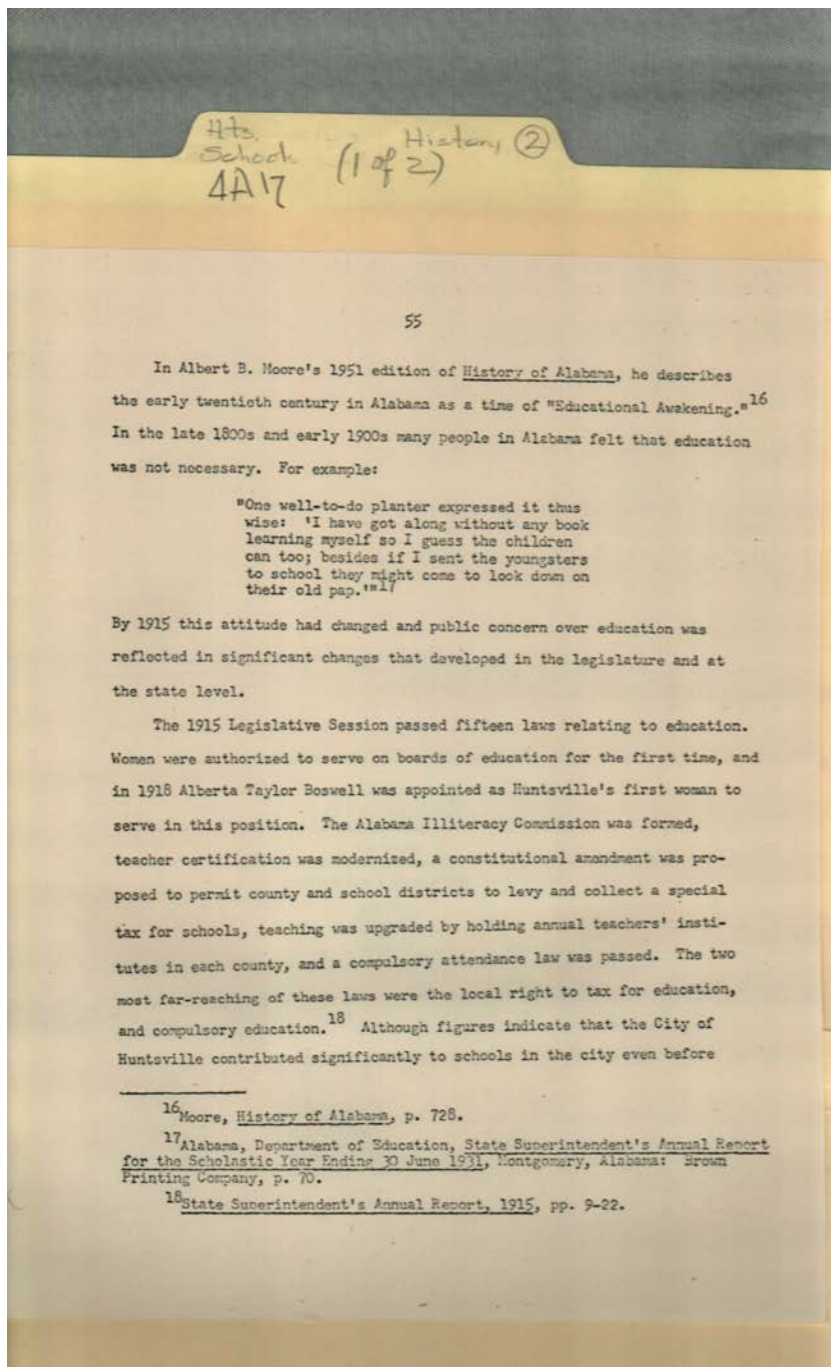 Hts. History ②
School (1 of 2)
4A17
55
In Albert B. Moore's 1951 edition of History of Alabama, he describes
the early twentieth century in Alabama as a time of "Educational Awakening."16
In the late 1800s and early 1900s many people in Alabama felt that education
was not necessary. For example:
"One well-to-do planter expressed it thus
wise: 'I have got along without any book
learning myself so I guess the children
can too; besides if I sent the youngsters
to school they might come to look down on
their old pap.'"17
By 1915 this attitude had changed and public concern over education was
reflected in significant changes that developed in the legislature and at
the state level.
The 1915 Legislative Session passed fifteen laws relating to education.
Women were authorized to serve on boards of education for the first time, and
in 1918 Alberta Taylor Boswell was appointed as Huntsville's first woman to
serve in this position. The Alabama Illiteracy Commission was formed,
teacher certification was modernized, a constitutional amendment was pro-
posed to permit county and school districts to levy and collect a special
tax for schools, teaching was upgraded by holding annual teachers' insti-
tutes in each county, and a compulsory attendance law was passed. The two
most far-reaching of these laws were the local right to tax for education,
and compulsory education.18 Although figures indicate that the City of
Huntsville contributed significantly to schools in the city even before
16Moore, History of Alabama, p. 728.
17Alabama, Department of Education, State Superintendent's Annual Report
for the Scholastic Year Ending 30 June 1931, Montgomery, Alabama: Brown
Printing Company, p. 70.
18State Superintendent's Annual Report, 1915, pp. 9-22.